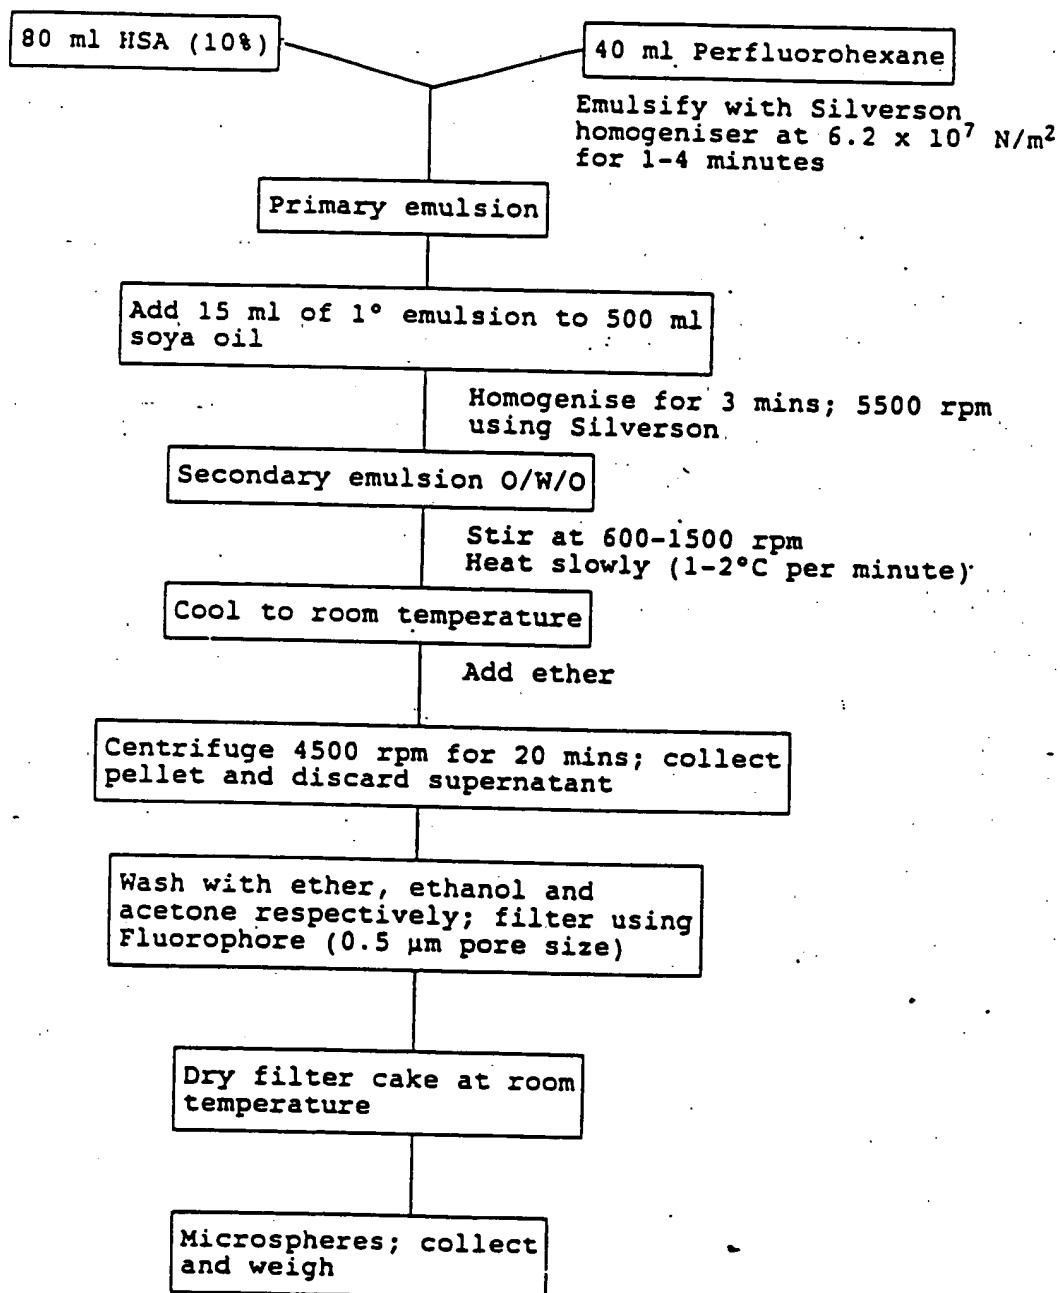 80 ml HSA (10%)
40 ml Perfluorohexane
Emulsify with Silverson
homogeniser at 6.2 x 10⁷ N/m²
for 1-4 minutes
Primary emulsion
Add 15 ml of 1° emulsion to 500 ml
soya oil
Homogenise for 3 mins; 5500 rpm
using Silverson
Secondary emulsion O/W/O
Stir at 600-1500 rpm
Heat slowly (1-2°C per minute)
Cool to room temperature
Add ether
Centrifuge 4500 rpm for 20 mins; collect
pellet and discard supernatant
Wash with ether, ethanol and
acetone respectively; filter using
Fluorophore (0.5 µm pore size)
Dry filter cake at room
temperature
Microspheres; collect
and weigh